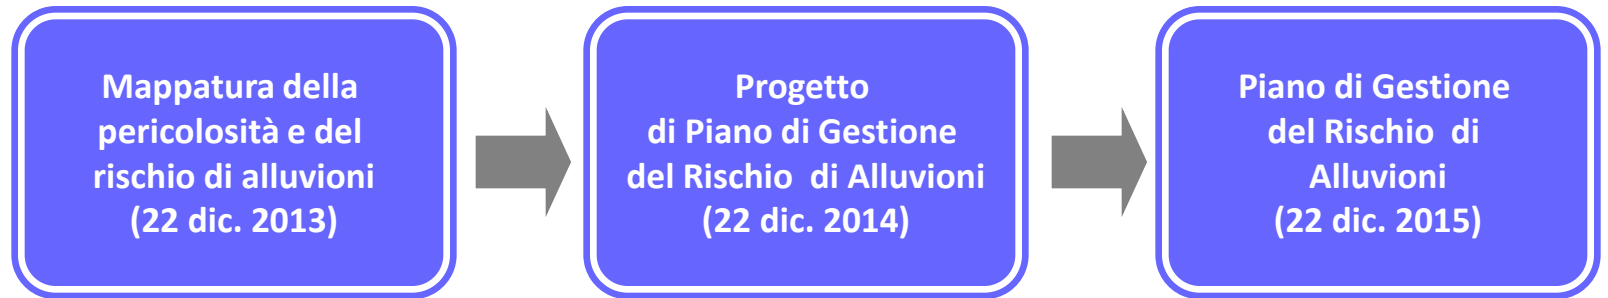 Mappatura della
pericolosità e del
rischio di alluvioni
(22 dic. 2013)
Progetto
di Piano di Gestione
del Rischio di Alluvioni
(22 dic. 2014)
Piano di Gestione
del Rischio di
Alluvioni
(22 dic. 2015)